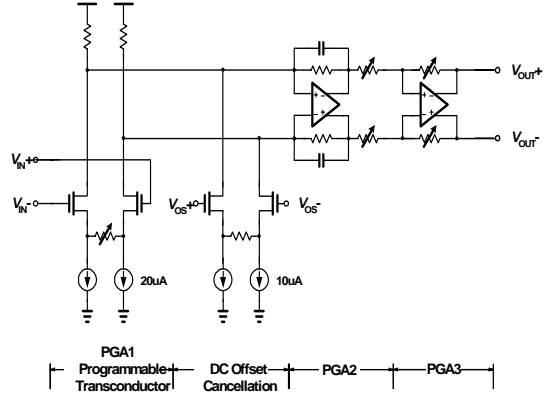 VOUT+
VOUT-
VIN+
VIN-
VOS+
VOS-
20uA
10uA
PGA1
Programmable
Transconductor
DC Offset
Cancellation
PGA2
PGA3